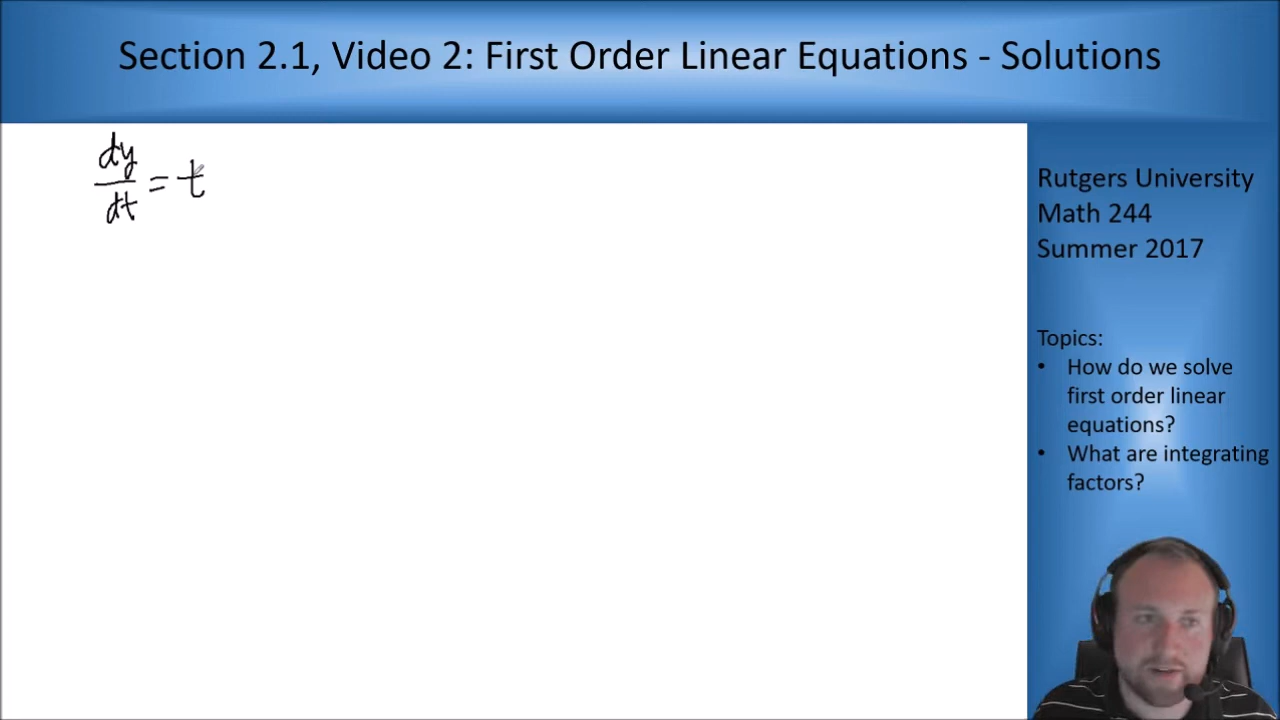 Section 2.1, Video 2: First Order Linear Equations - Solutions
dy
dt
= t
Rutgers University
Math 244
Summer 2017
Topics:
• How do we solve
first order linear
equations?
• What are integrating
factors?